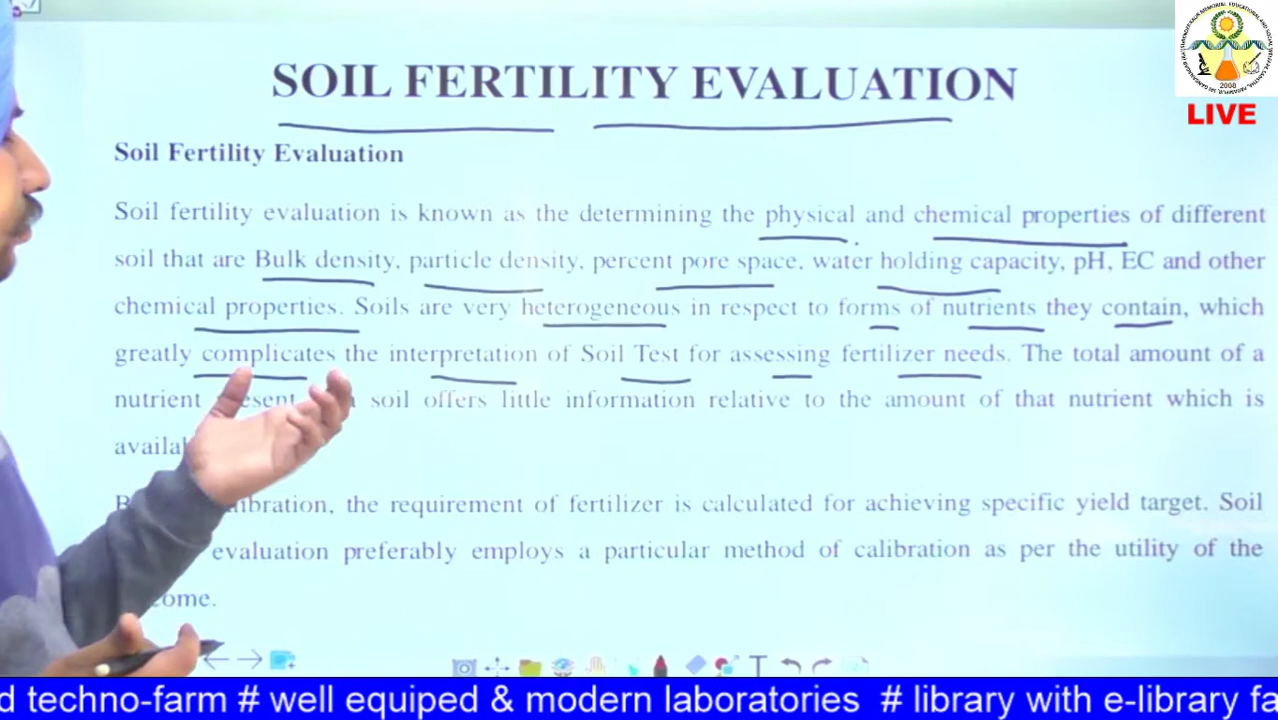 LIVE
SOIL FERTILITY EVALUATION
Soil Fertility Evaluation
Soil fertility evaluation is known as the determining the physical and chemical properties of different
soil that are Bulk density, particle density, percent pore space, water holding capacity, pH, EC and other
chemical properties. Soils are very heterogeneous in respect to forms of nutrients they contain, which
greatly complicates the interpretation of Soil Test for assessing fertilizer needs. The total amount of a
nutrient soil offers little information relative to the amount of that nutrient which is
the requirement of fertilizer is calculated for achieving specific yield target. Soil
evaluation preferably employs a particular method of calibration as per the utility of the
d techno-farm # well equiped & modern laboratories # library with e-library fa